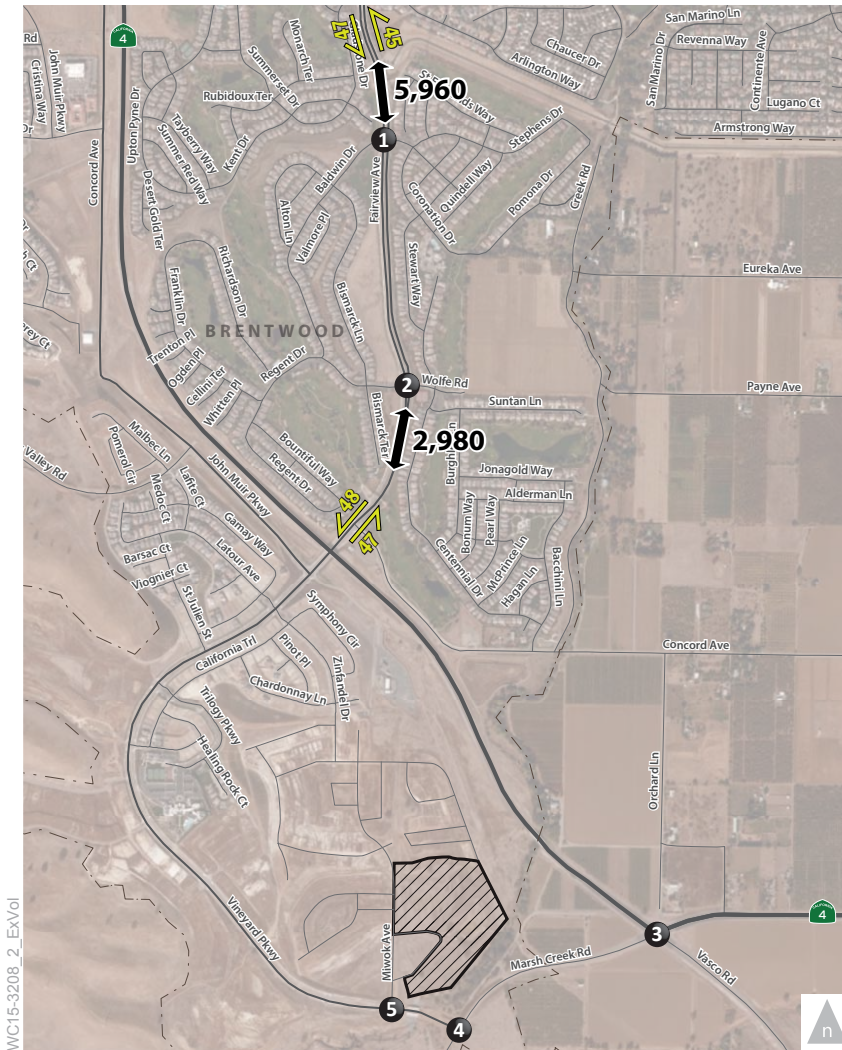 San Marino Ln
Rd
CALIFORNIA
4
John Muir Pkwy
Cristina Way
Dr
Concord Ave
Upton Pyne Dr
Monarch Ter
Summerset Dr
Rubidoux Ter
Tayberry Way
Summer Red Way
Kent Dr
Desert Gold Ter
47
45
5,960
1
Chaucer Dr
Arlington Way
San Marino Dr
Revenna Way
Continente Ave
Lugano Ct
Armstrong Way
Stephens Dr
Quindell Way
Pomona Dr
Creek Rd
Coronation Dr
Fairview Ave
Baldwin Dr
Alton Ln
Valmore Pl
Stewart Way
Eureka Ave
Franklin Dr
Richardson Dr
Bismarck Ln
BRENTWOOD
Trenton Pl
Ogden Pl
Cellini Ter
Whitten Pl
Regent Dr
2
Wolfe Rd
Payne Ave
Suntan Ln
Bismarck Ter
2,980
Bountiful Way
Regent Dr
Jonagold Way
Alderman Ln
Malbec Ln
Pomerol Cir
Valley Rd
Medoc Ct
Lafite Ct
John Muir Pkwy
Gamay Way
Latour Ave
Barsac Ct
Viognier Ct
St Julien St
48
47
Bonum Way
Pearl Way
McPrince Ln
Hagan Ln
Bacchini Ln
Centennial Dr
Symphony Cir
California Trl
Pinot Pl
Chardonnay Ln
Zinfandel Dr
Concord Ave
Trilogy Pkwy
Healing Rock Ct
Orchard Ln
Vineyard Pkwy
Miwok Ave
Marsh Creek Rd
3
CALIFORNIA
4
Vasco Rd
5
4
n
WC15-3208_2_ExVol